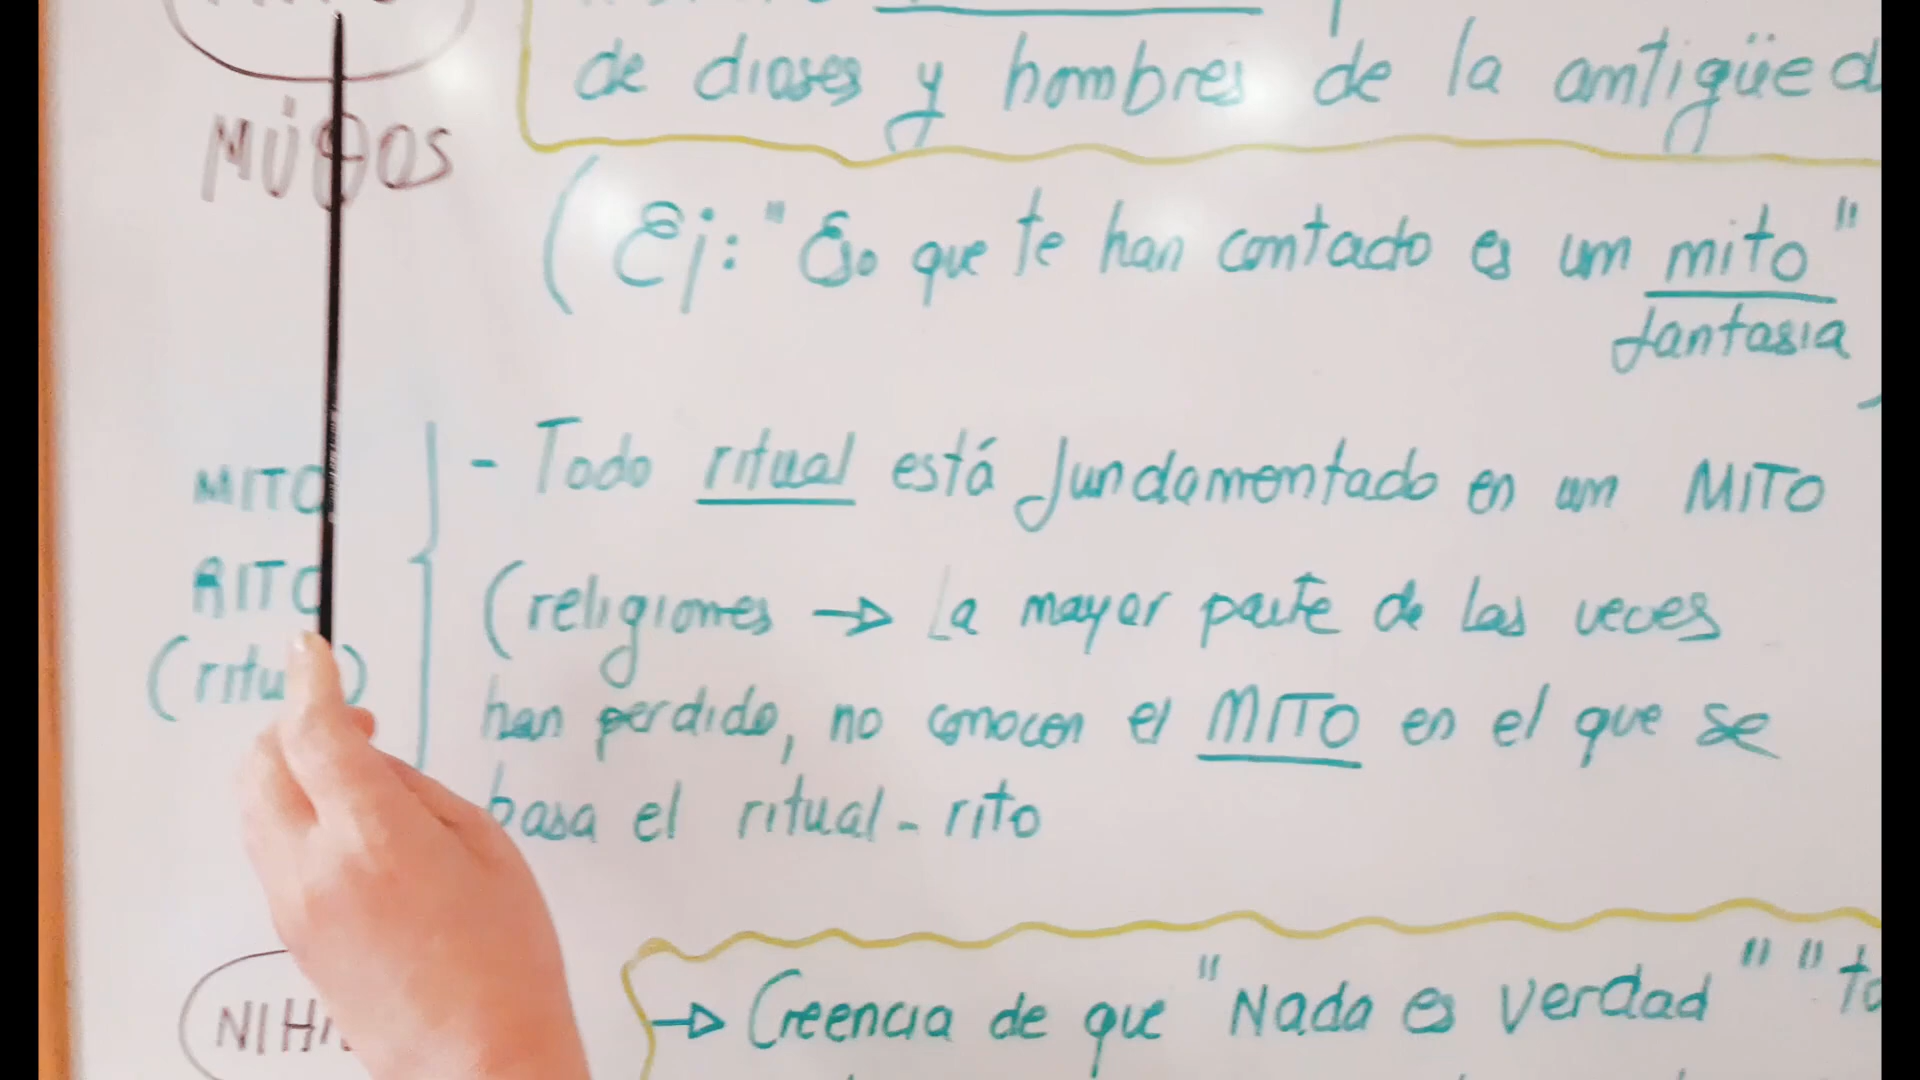 de dioses y hombres de la antigüed
MÜΘOS
(Ej: "Eso que te han contado es un mito"
fantasia
MITO
RITO
(ritu )
- Todo ritual está fundamentado en un MITO
(religiones → La mayor parte de las veces
han perdido, no conocen el MITO en el que se
basa el ritual - rito
NIHI
→ Creencia de que "Nada es verdad" "to